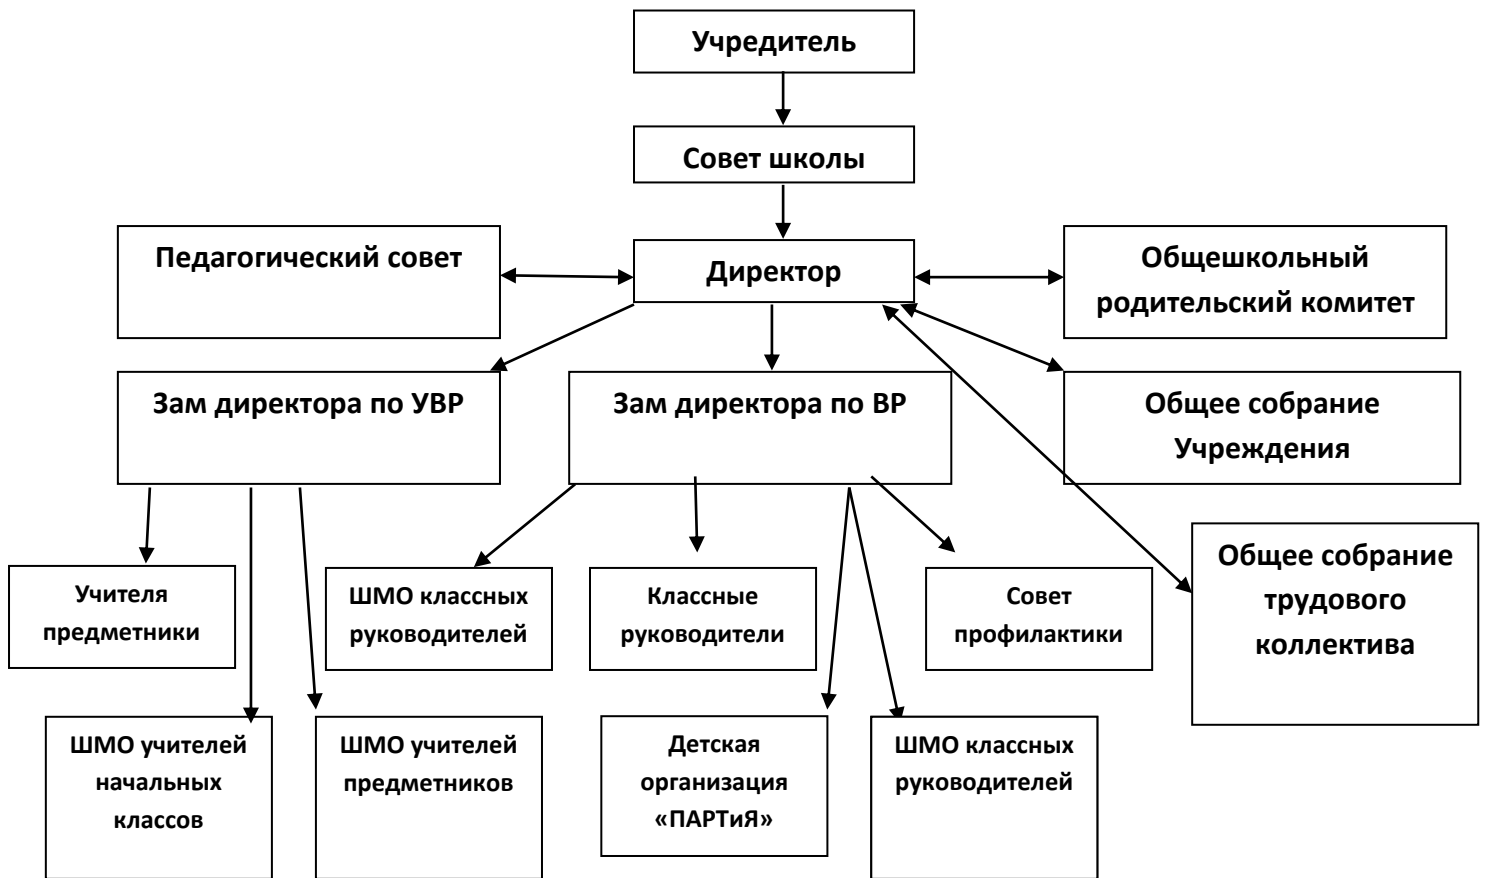 Учредитель
Совет школы
Педагогический совет
Директор
Общешкольный
родительский комитет
Зам директора по УВР
Зам директора по ВР
Общее собрание
Учреждения
Учителя
предметники
ШМО классных
руководителей
Классные
руководители
Совет
профилактики
Общее собрание
трудового
коллектива
ШМО учителей
начальных
классов
ШМО учителей
предметников
Детская
организация
«ПАРТиЯ»
ШМО классных
руководителей